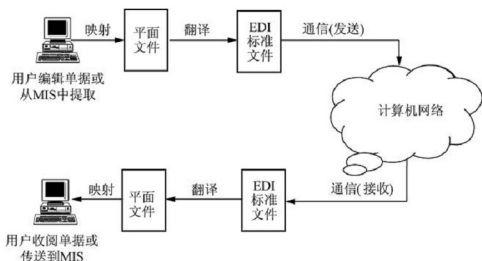 映射
平面
文件
翻译
EDI
标准
文件
通信(发送)
用户编辑单据或
从MIS中提取
计算机网络
映射
平面
文件
翻译
EDI
标准
文件
通信(接收)
用户收阅单据或
传送到MIS